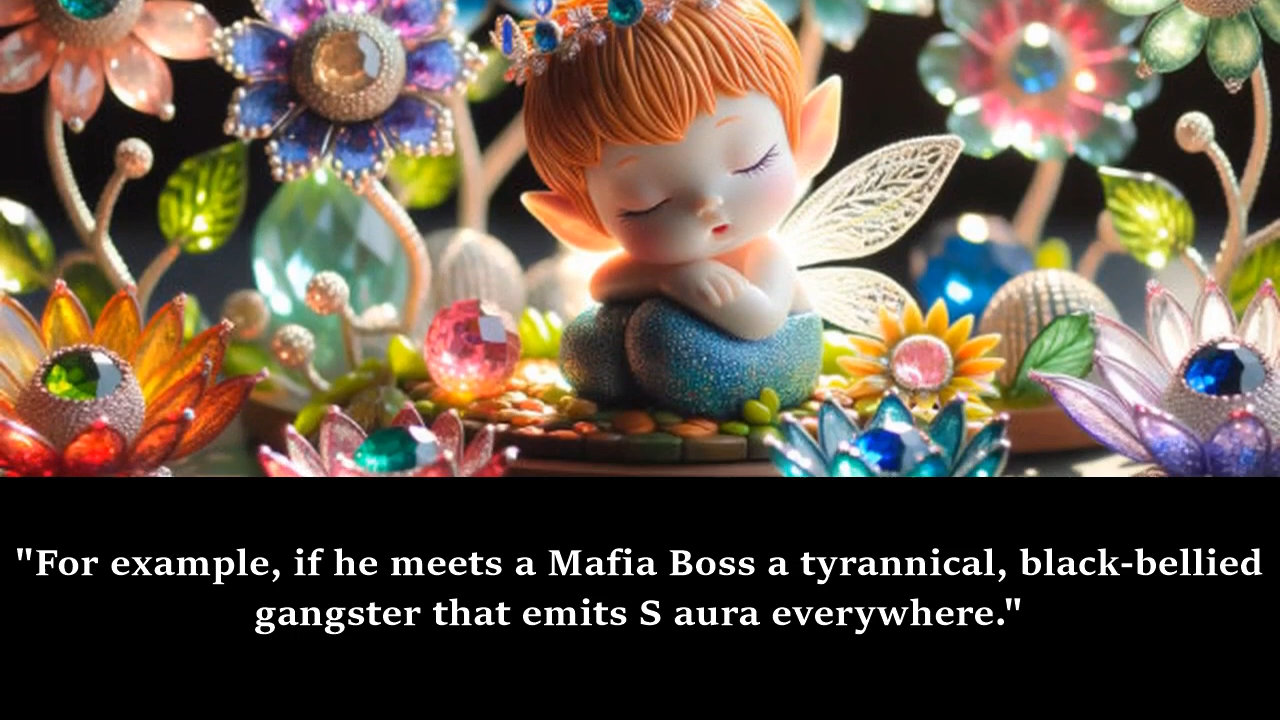 "For example, if he meets a Mafia Boss a tyrannical, black-bellied
gangster that emits S aura everywhere."